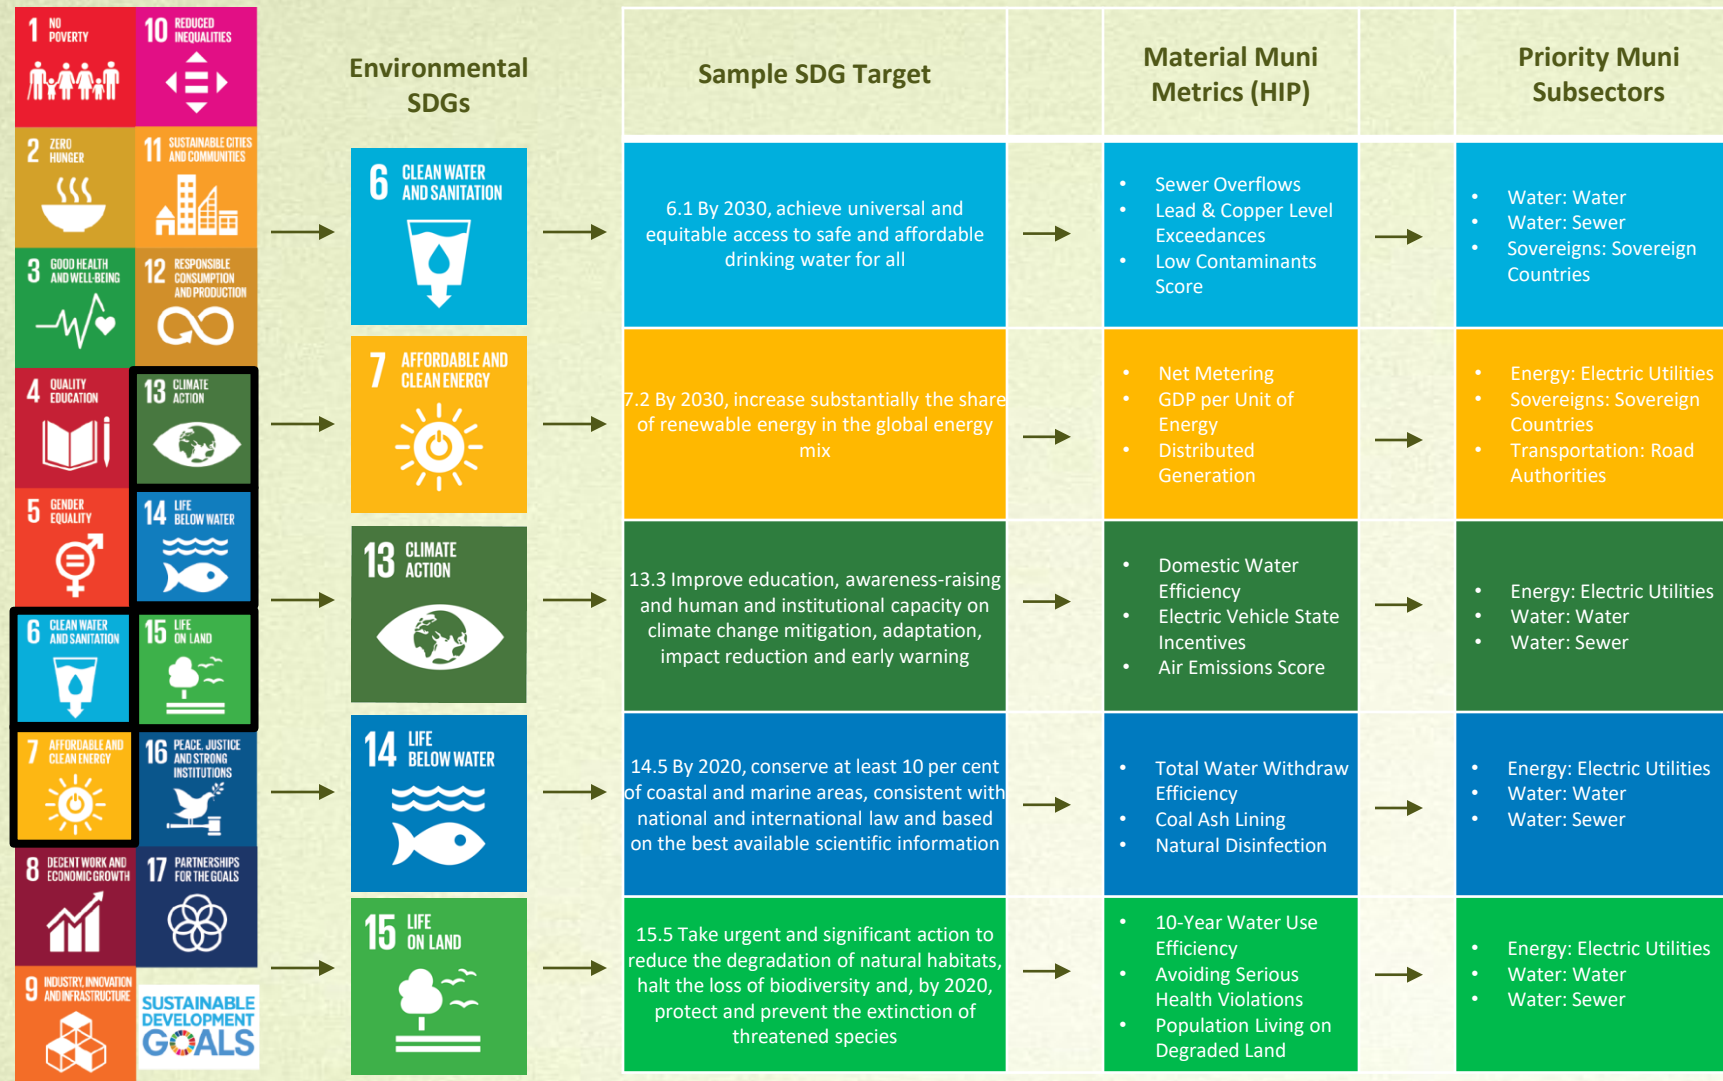 1 NO
POVERTY
10 REDUCED
INEQUALITIES
2 ZERO
HUNGER
11 SUSTAINABLE CITIES
AND COMMUNITIES
3 GOOD HEALTH
AND WELL-BEING
12 RESPONSIBLE
CONSUMPTION
AND PRODUCTION
4 QUALITY
EDUCATION
13 CLIMATE
ACTION
5 GENDER
EQUALITY
14 LIFE
BELOW WATER
6 CLEAN WATER
AND SANITATION
15 LIFE
ON LAND
7 AFFORDABLE AND
CLEAN ENERGY
16 PEACE, JUSTICE
AND STRONG
INSTITUTIONS
8 DECENT WORK AND
ECONOMIC GROWTH
17 PARTNERSHIPS
FOR THE GOALS
9 INDUSTRY, INNOVATION
AND INFRASTRUCTURE
SUSTAINABLE
DEVELOPMENT
GOALS
Environmental
SDGs
Sample SDG Target
Material Muni
Metrics (HIP)
Priority Muni
Subsectors
6 CLEAN WATER
AND SANITATION
6.1 By 2030, achieve universal and
equitable access to safe and affordable
drinking water for all
• Sewer Overflows
• Lead & Copper Level
Exceedances
• Low Contaminants
Score
• Water: Water
• Water: Sewer
• Sovereigns: Sovereign
Countries
7 AFFORDABLE AND
CLEAN ENERGY
7.2 By 2030, increase substantially the share
of renewable energy in the global energy
mix
• Net Metering
• GDP per Unit of
Energy
• Distributed
Generation
• Energy: Electric Utilities
• Sovereigns: Sovereign
Countries
• Transportation: Road
Authorities
13 CLIMATE
ACTION
13.3 Improve education, awareness-raising
and human and institutional capacity on
climate change mitigation, adaptation,
impact reduction and early warning
• Domestic Water
Efficiency
• Electric Vehicle State
Incentives
• Air Emissions Score
• Energy: Electric Utilities
• Water: Water
• Water: Sewer
14 LIFE
BELOW WATER
14.5 By 2020, conserve at least 10 per cent
of coastal and marine areas, consistent with
national and international law and based
on the best available scientific information
• Total Water Withdraw
Efficiency
• Coal Ash Lining
• Natural Disinfection
• Energy: Electric Utilities
• Water: Water
• Water: Sewer
15 LIFE
ON LAND
15.5 Take urgent and significant action to
reduce the degradation of natural habitats,
halt the loss of biodiversity and, by 2020,
protect and prevent the extinction of
threatened species
• 10-Year Water Use
Efficiency
• Avoiding Serious
Health Violations
• Population Living on
Degraded Land
• Energy: Electric Utilities
• Water: Water
• Water: Sewer